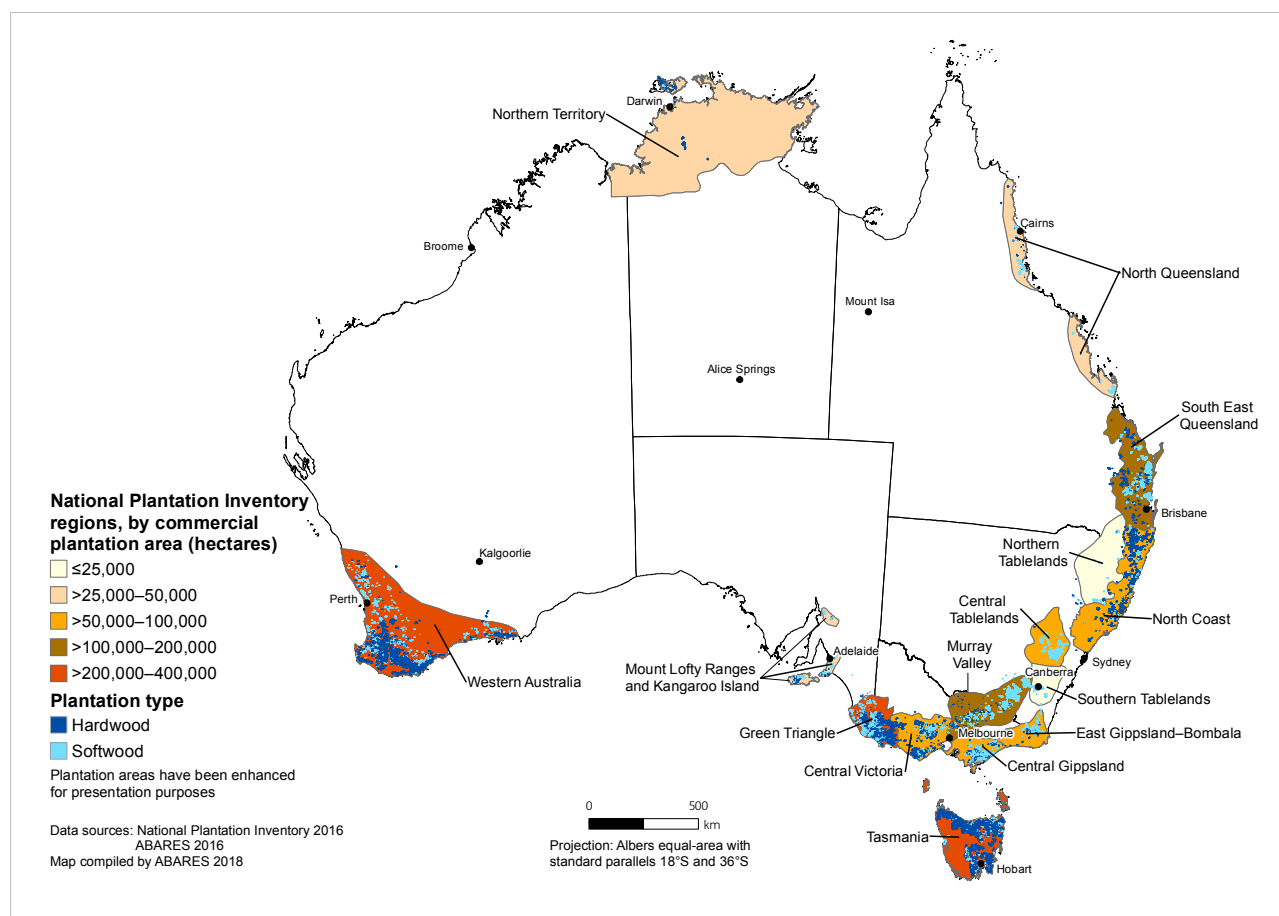 Darwin
Northern Territory
Cairns
Broome
North Queensland
Mount Isa
Alice Springs
South East
Queensland
National Plantation Inventory
regions, by commercial
plantation area (hectares)
≤25,000
>25,000–50,000
>50,000–100,000
>100,000–200,000
>200,000–400,000
Plantation type
Hardwood
Softwood
Plantation areas have been enhanced
for presentation purposes
Data sources: National Plantation Inventory 2016
ABARES 2016
Map compiled by ABARES 2018
Kalgoorlie
Perth
Western Australia
Brisbane
Northern
Tablelands
Central
Tablelands
North Coast
Adelaide
Mount Lofty Ranges
and Kangaroo Island
Murray
Valley
Sydney
Canberra
Southern Tablelands
Green Triangle
Melbourne
East Gippsland–Bombala
Central Victoria
Central Gippsland
0
500
km
Projection: Albers equal-area with
standard parallels 18°S and 36°S
Tasmania
Hobart